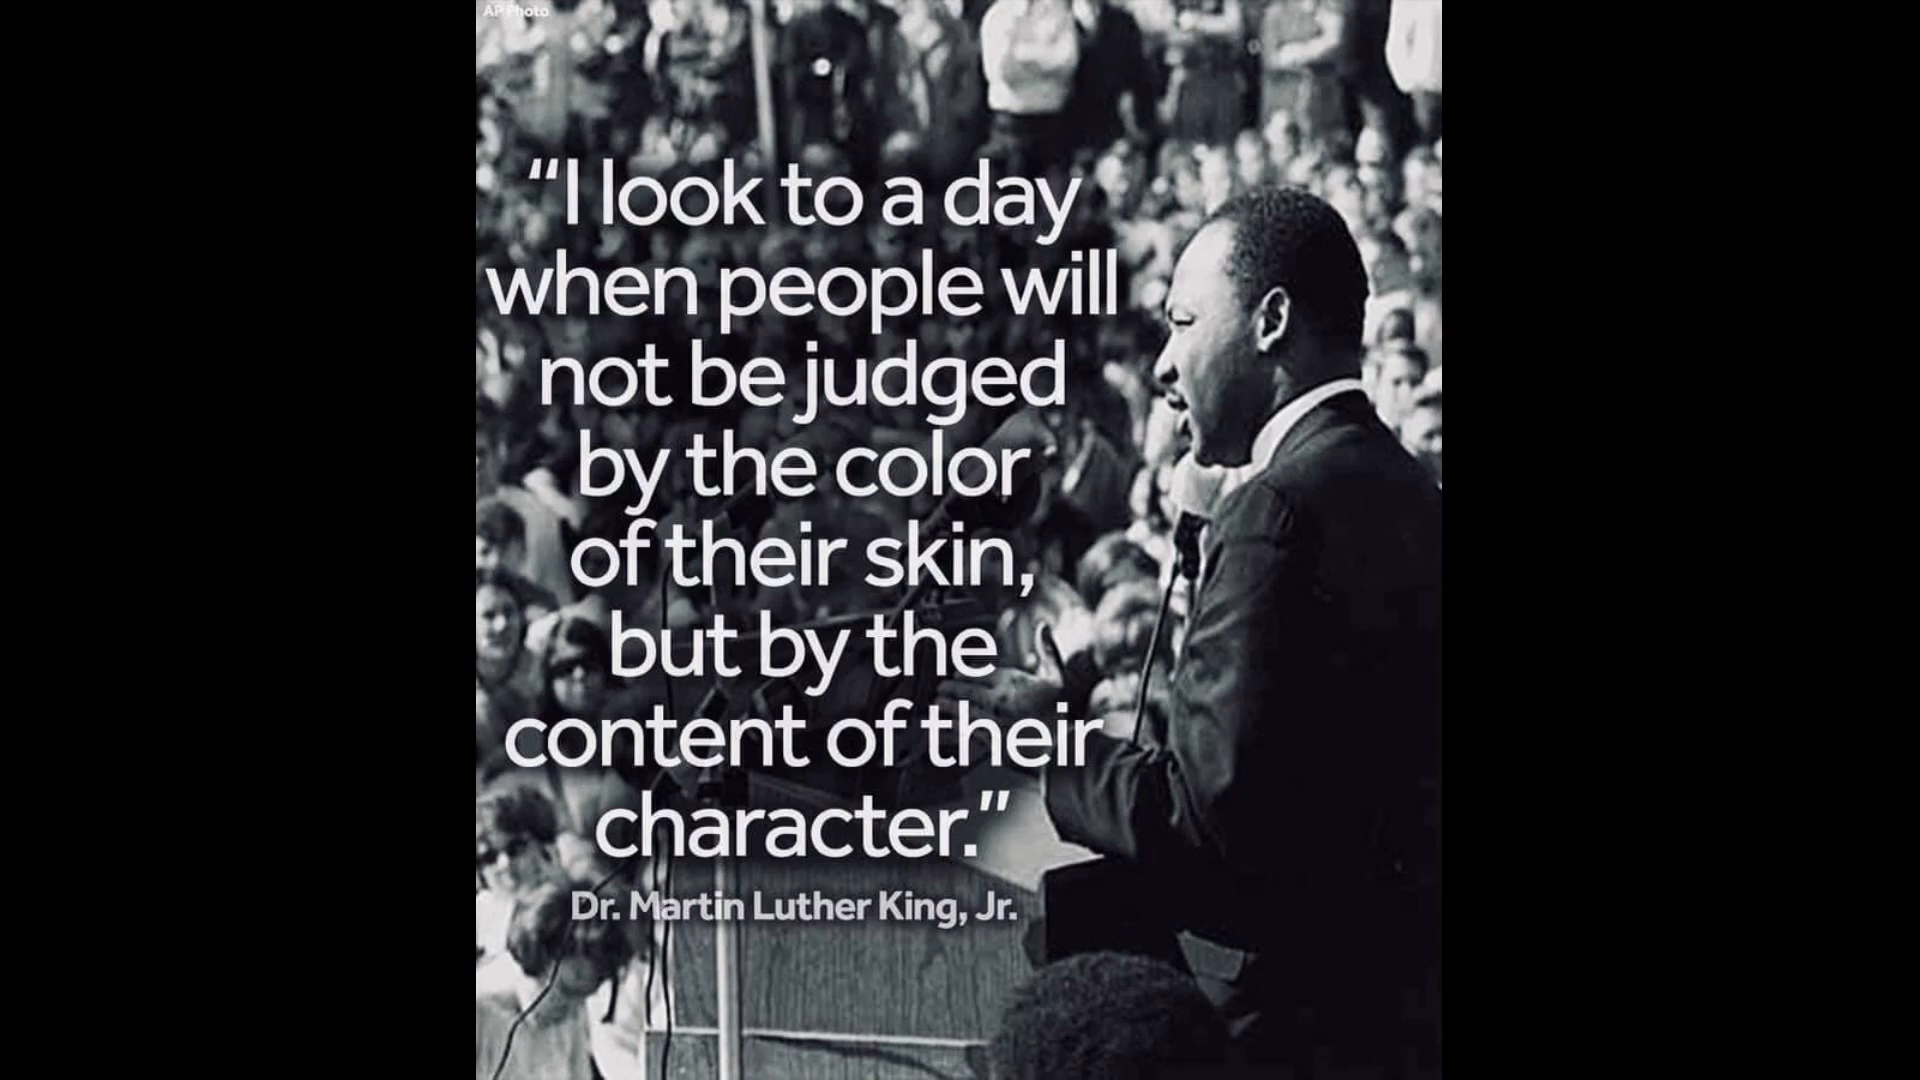 AP Photo
“I look to a day
when people will
not be judged
by the color
of their skin,
but by the
content of their
character.”
Dr. Martin Luther King, Jr.